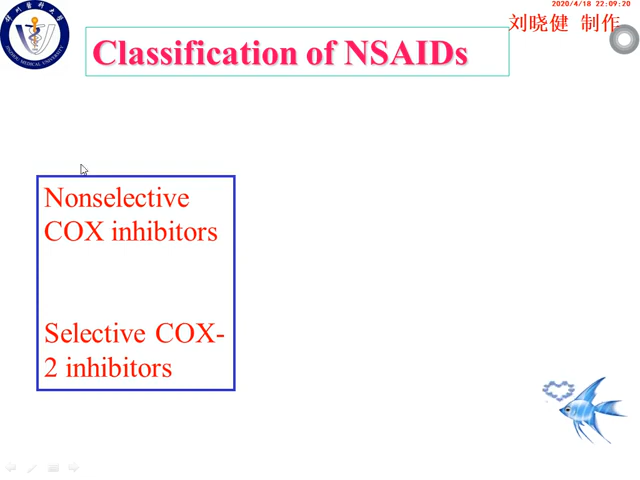 2020/4/18 22:09:20
刘晓健 制作
Classification of NSAIDs
Nonselective
COX inhibitors
Selective COX-
2 inhibitors